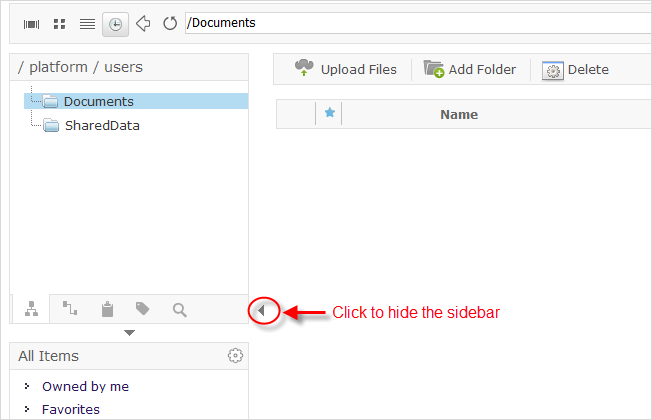 /Documents
/ platform / users
Upload Files
Add Folder
Delete
Documents
SharedData
Name
Click to hide the sidebar
All Items
Owned by me
Favorites